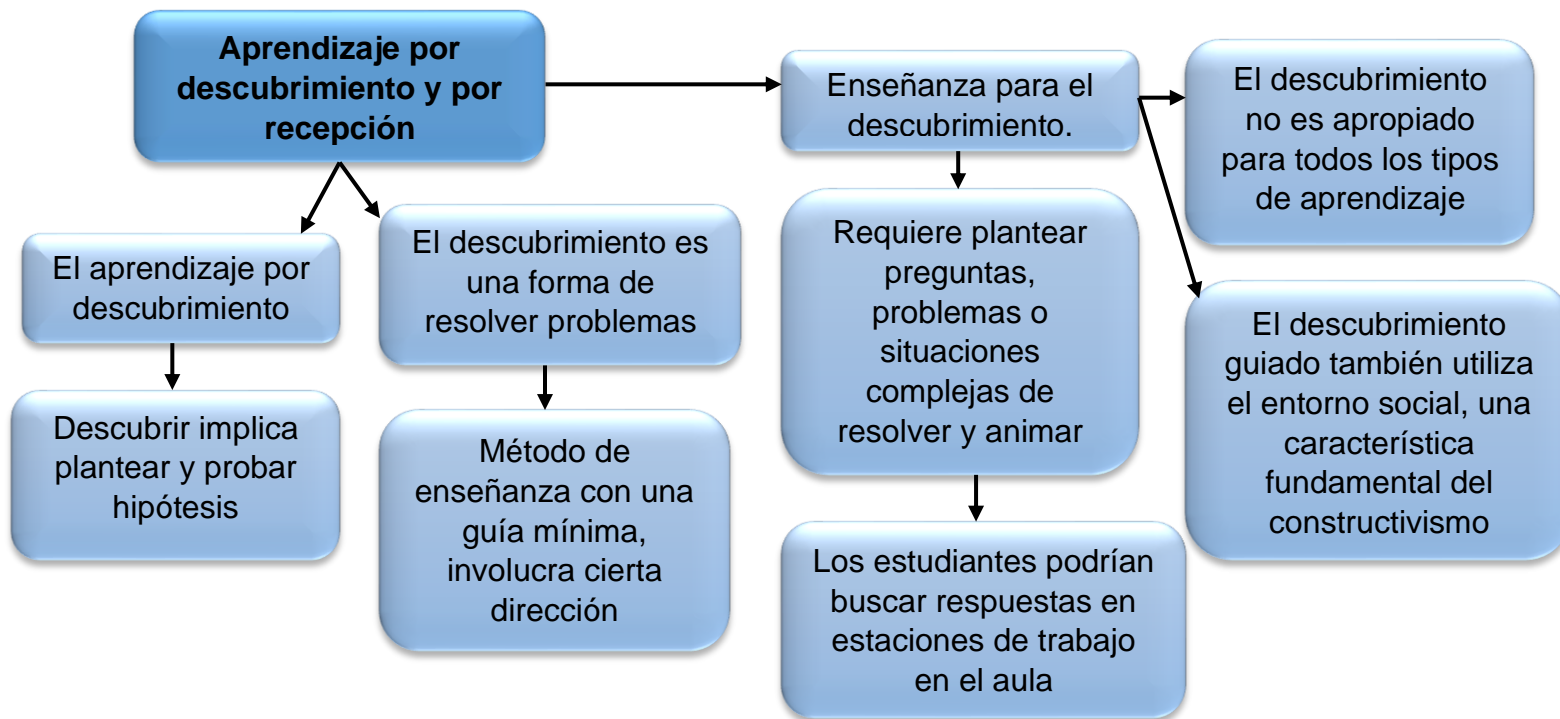 Aprendizaje por
descubrimiento y por
recepción
El aprendizaje por
descubrimiento
Descubrir implica
plantear y probar
hipótesis
El descubrimiento es
una forma de
resolver problemas
Método de
enseñanza con una
guía mínima,
involucra cierta
dirección
Enseñanza para el
descubrimiento.
Requiere plantear
preguntas,
problemas o
situaciones
complejas de
resolver y animar
Los estudiantes podrían
buscar respuestas en
estaciones de trabajo
en el aula
El descubrimiento
no es apropiado
para todos los tipos
de aprendizaje
El descubrimiento
guiado también utiliza
el entorno social, una
característica
fundamental del
constructivismo